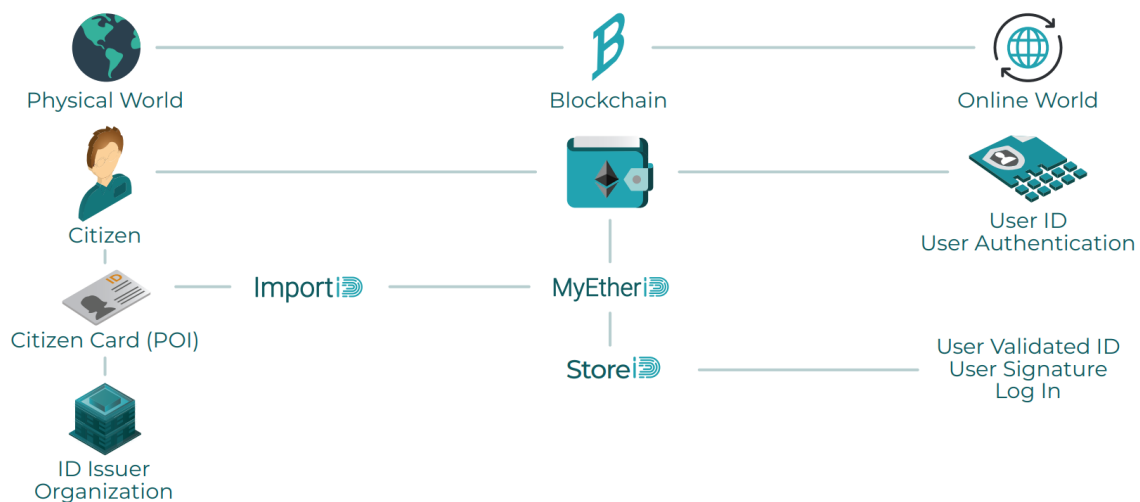 Physical World
Blockchain
Online World
Citizen
User ID
User Authentication
ID
Citizen Card (POI)
ImportiD
MyEtheriD
StoreiD
User Validated ID
User Signature
Log In
ID Issuer
Organization